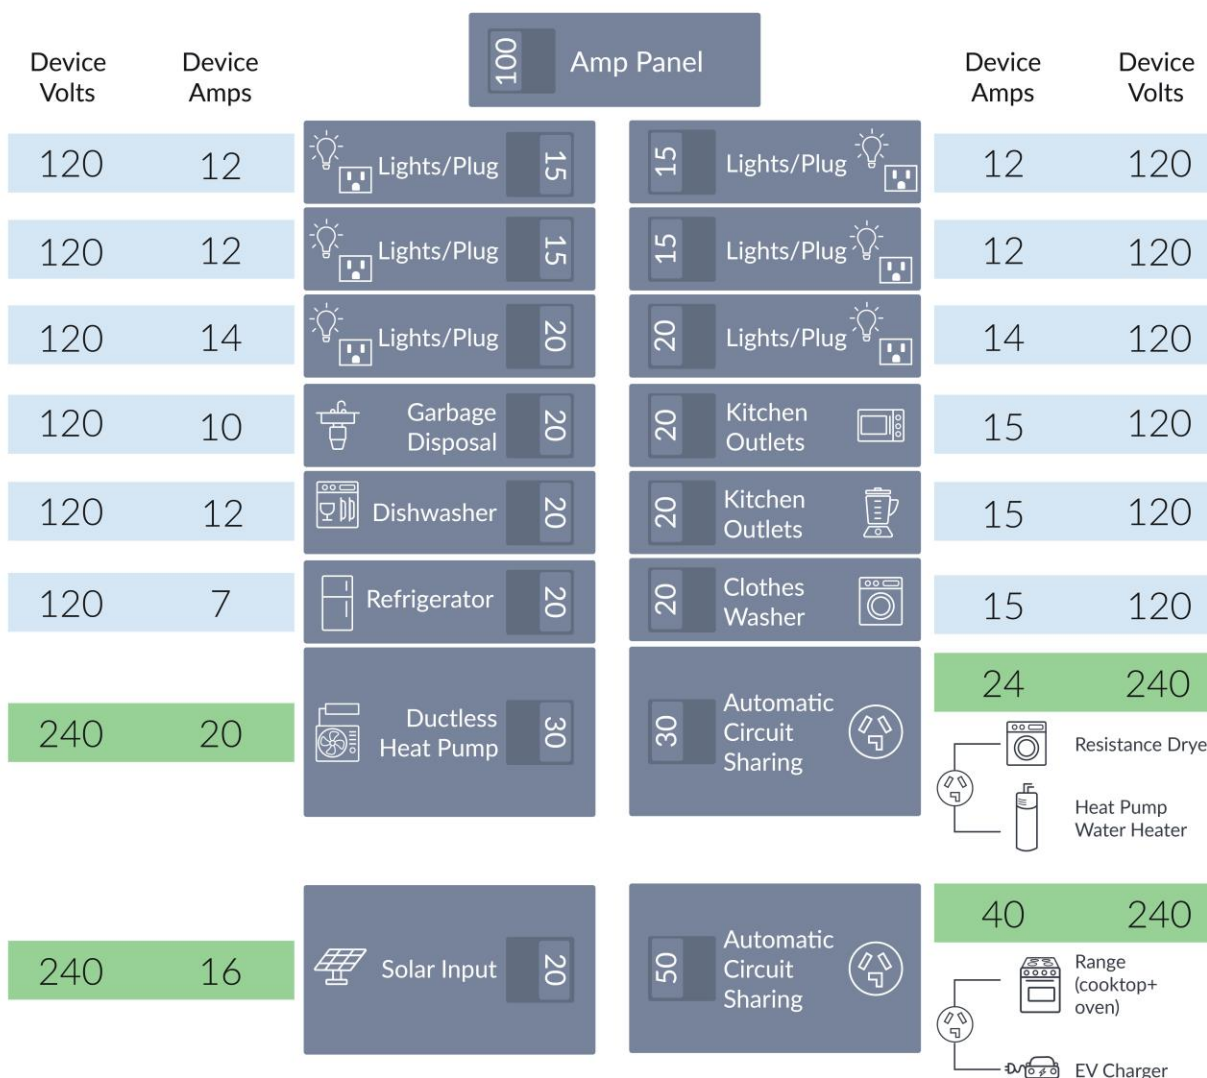 100 Amp Panel
Device Volts
Device Amps
Device Amps
Device Volts
120 12 Lights/Plug 15
15 Lights/Plug 12 120
120 12 Lights/Plug 15
15 Lights/Plug 12 120
120 14 Lights/Plug 20
20 Lights/Plug 14 120
120 10 Garbage Disposal 20
20 Kitchen Outlets 15 120
120 12 Dishwasher 20
20 Kitchen Outlets 15 120
120 7 Refrigerator 20
20 Clothes Washer 15 120
240 20 Ductless Heat Pump 30
30 Automatic Circuit Sharing 24 240
Resistance Drye
Heat Pump
Water Heater
240 16 Solar Input 20
50 Automatic Circuit Sharing 40 240
Range
(cooktop+
oven)
EV Charger